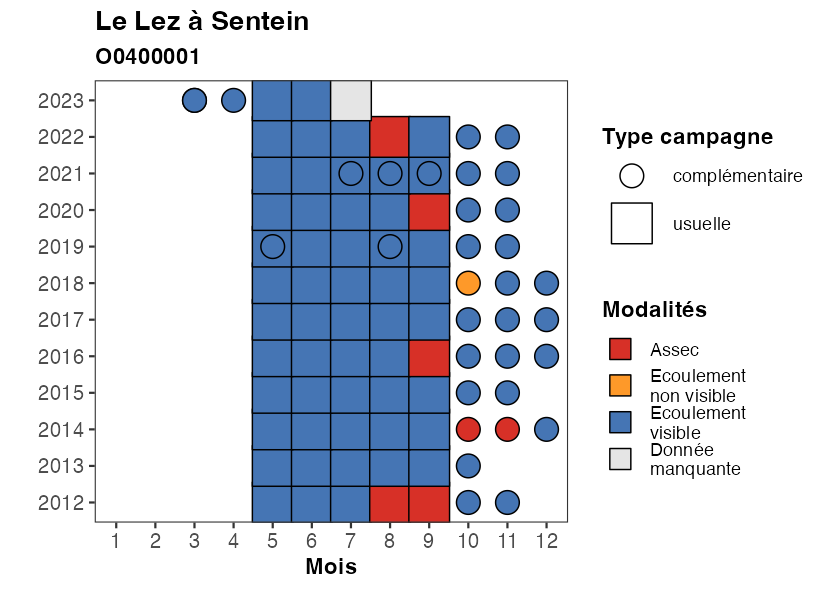 Le Lez à Sentein
O0400001
2023
2022
2021
2020
2019
2018
2017
2016
2015
2014
2013
2012
1 2 3 4 5 6 7 8 9 10 11 12
Mois
Type campagne
complémentaire
usuelle
Modalités
Assec
Ecoulement
non visible
Ecoulement
visible
Donnée
manquante